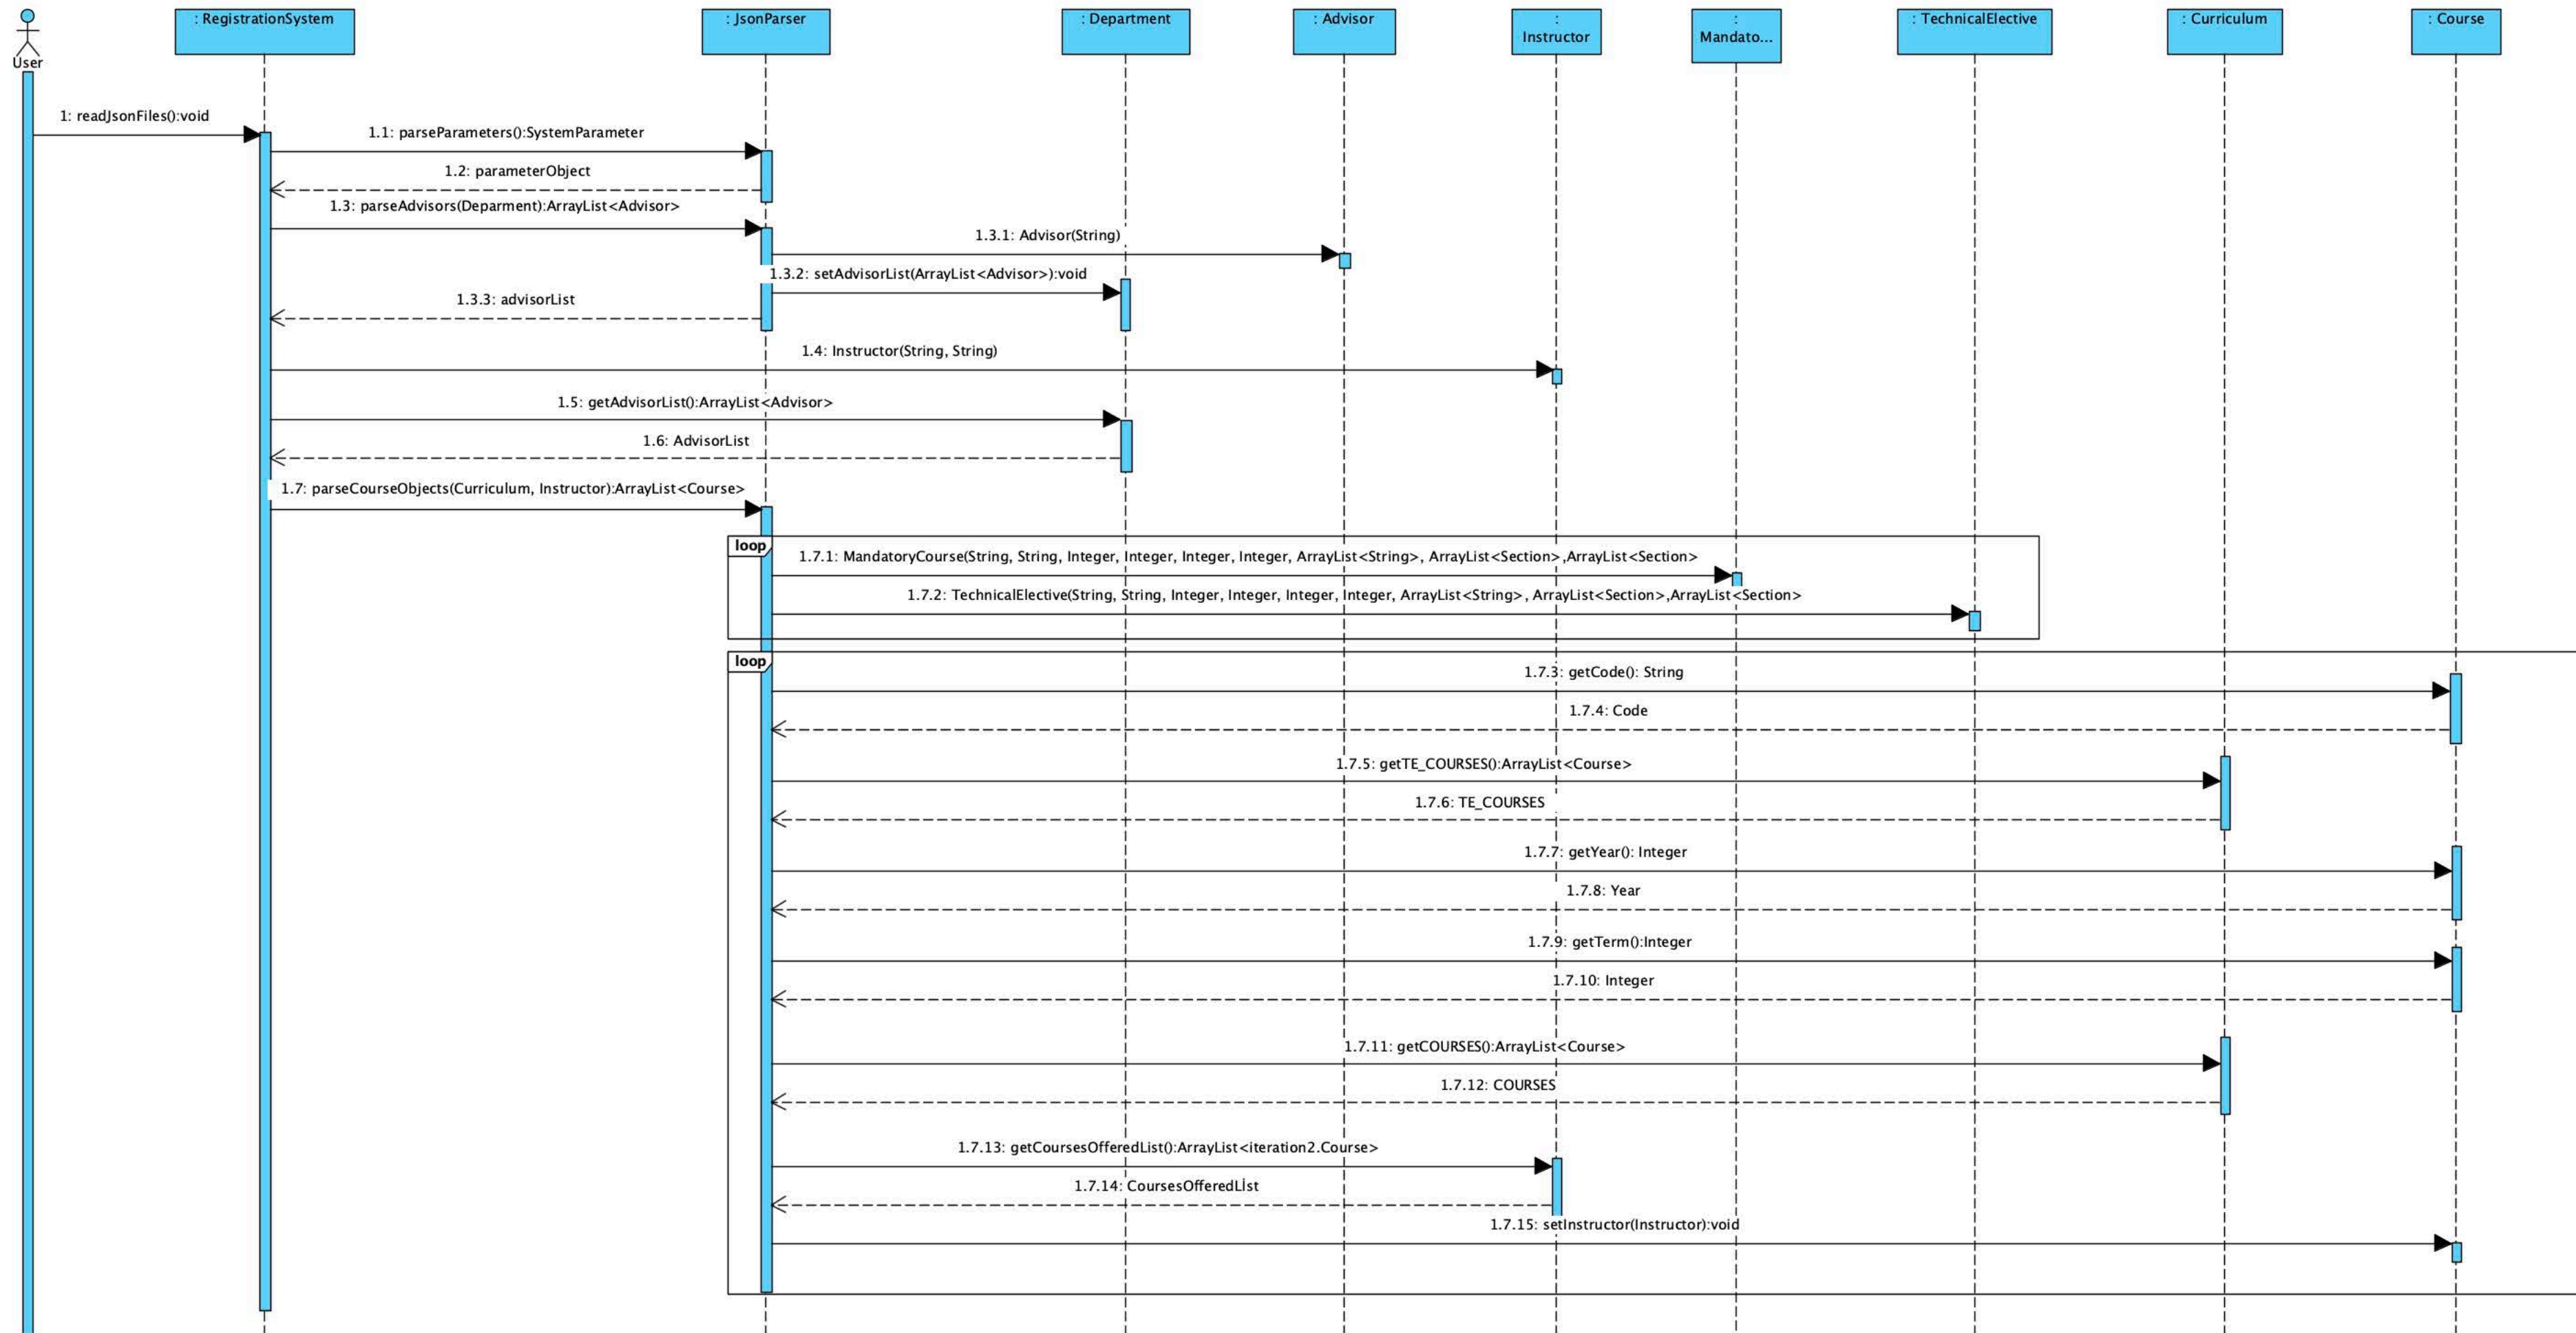 : RegistrationSystem
: JsonParser
: Department
: Advisor
:
Instructor
:
Mandato...
: TechnicalElective
: Curriculum
: Course
User
1: readJsonFiles():void
1.1: parseParameters():SystemParameter
1.2: parameterObject
1.3: parseAdvisors(Deparment):ArrayList<Advisor>
1.3.1: Advisor(String)
1.3.2: setAdvisorList(ArrayList<Advisor>):void
1.3.3: advisorList
1.4: Instructor(String, String)
1.5: getAdvisorList():ArrayList<Advisor>
1.6: AdvisorList
1.7: parseCourseObjects(Curriculum, Instructor):ArrayList<Course>
loop
1.7.1: MandatoryCourse(String, String, Integer, Integer, Integer, Integer, ArrayList<String>, ArrayList<Section>,ArrayList<Section>
1.7.2: TechnicalElective(String, String, Integer, Integer, Integer, Integer, ArrayList<String>, ArrayList<Section>,ArrayList<Section>
loop
1.7.3: getCode(): String
1.7.4: Code
1.7.5: getTE_COURSES():ArrayList<Course>
1.7.6: TE_COURSES
1.7.7: getYear(): Integer
1.7.8: Year
1.7.9: getTerm():Integer
1.7.10: Integer
1.7.11: getCOURSES():ArrayList<Course>
1.7.12: COURSES
1.7.13: getCoursesOfferedList():ArrayList<iteration2.Course>
1.7.14: CoursesOfferedLİst
1.7.15: setInstructor(Instructor):void